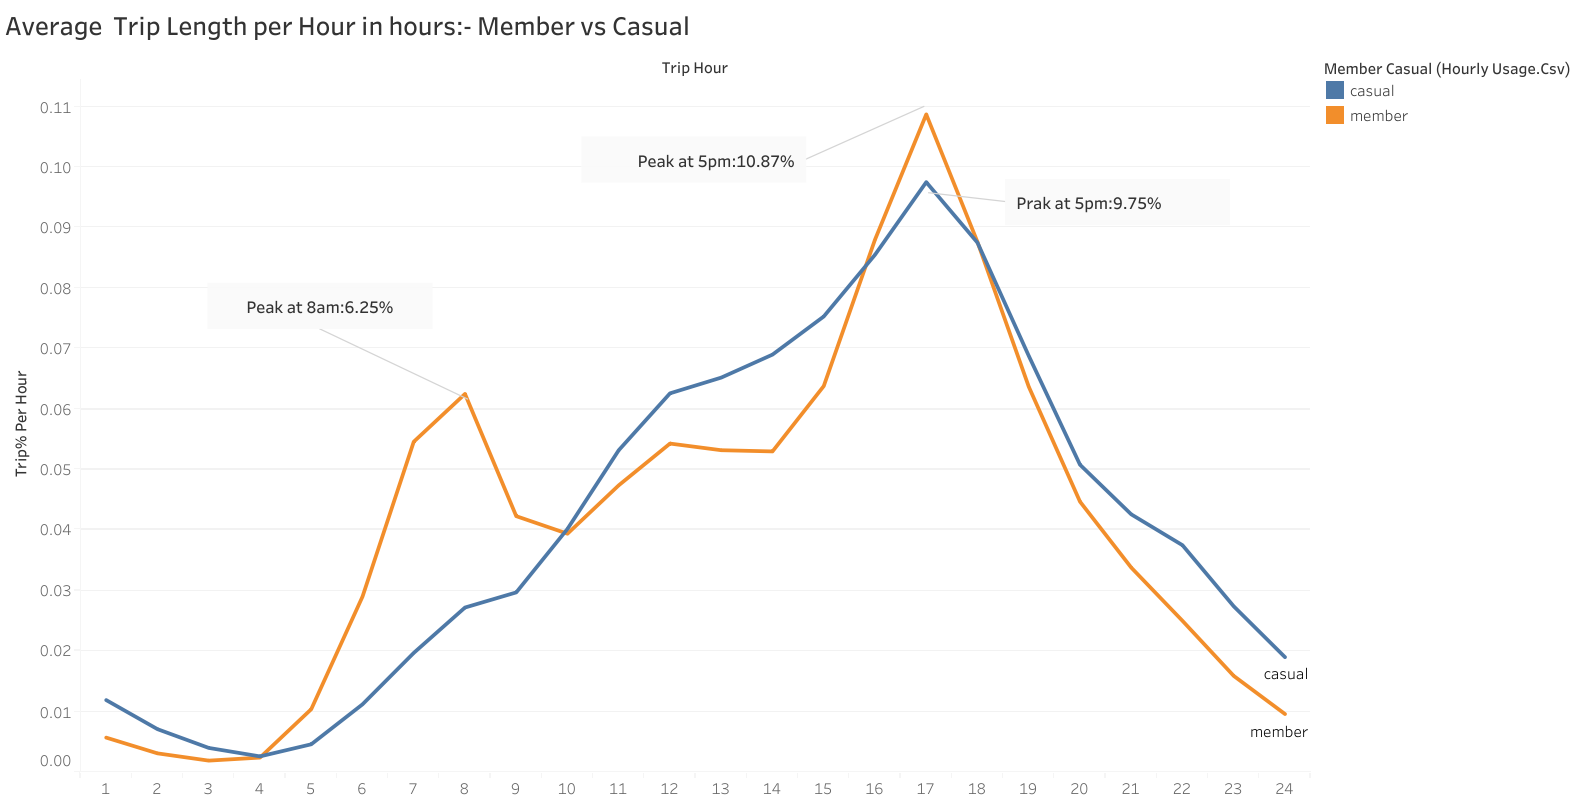 Average  Trip Length per Hour in hours:- Member vs Casual
Trip Hour
Member Casual (Hourly Usage.Csv)
casual
member
Trip% Per Hour
0.11
0.10
0.09
0.08
0.07
0.06
0.05
0.04
0.03
0.02
0.01
0.00
Peak at 5pm:10.87%
Prak at 5pm:9.75%
Peak at 8am:6.25%
casual
member
1 2 3 4 5 6 7 8 9 10 11 12 13 14 15 16 17 18 19 20 21 22 23 24